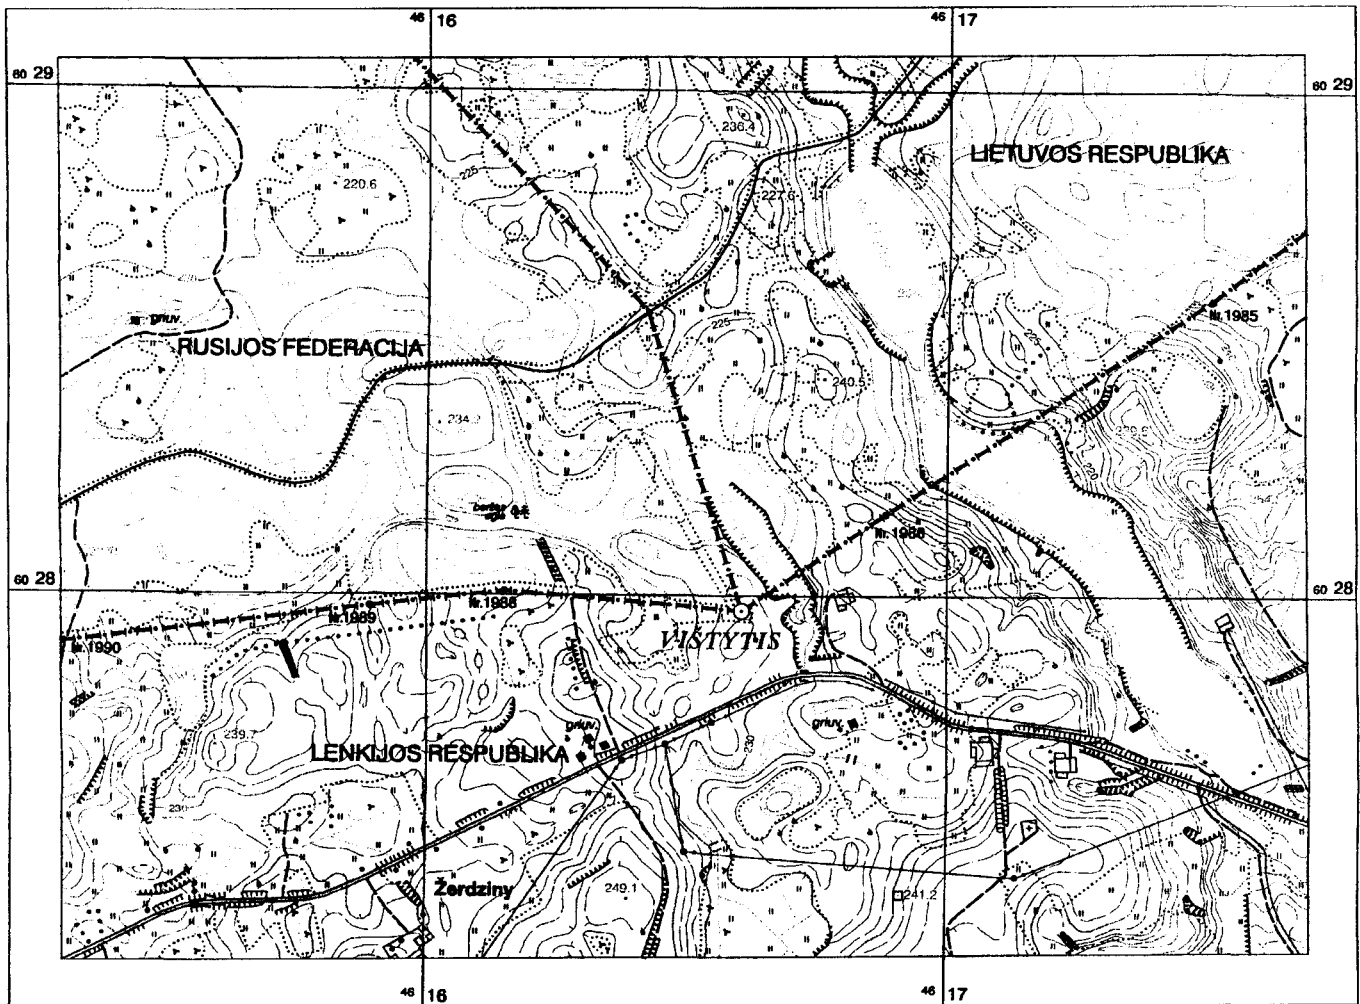 46 16
46 17
60 29
60 29
236.4
LIETUVOS RESPUBLIKA
225
220.6
227.6
griuv.
Nr. 1985
RUSIJOS FEDERACIJA
225
225
240.5
234.2
220
Nr. 1986
60 28
60 28
Nr. 1988
Nr. 1989
VIŠTYTIS
Nr. 1990
239.7
griuv.
griuv.
230
LENKIJOS RESPUBLIKA
Žerdziny
249.1
241.2
46 16
46 17